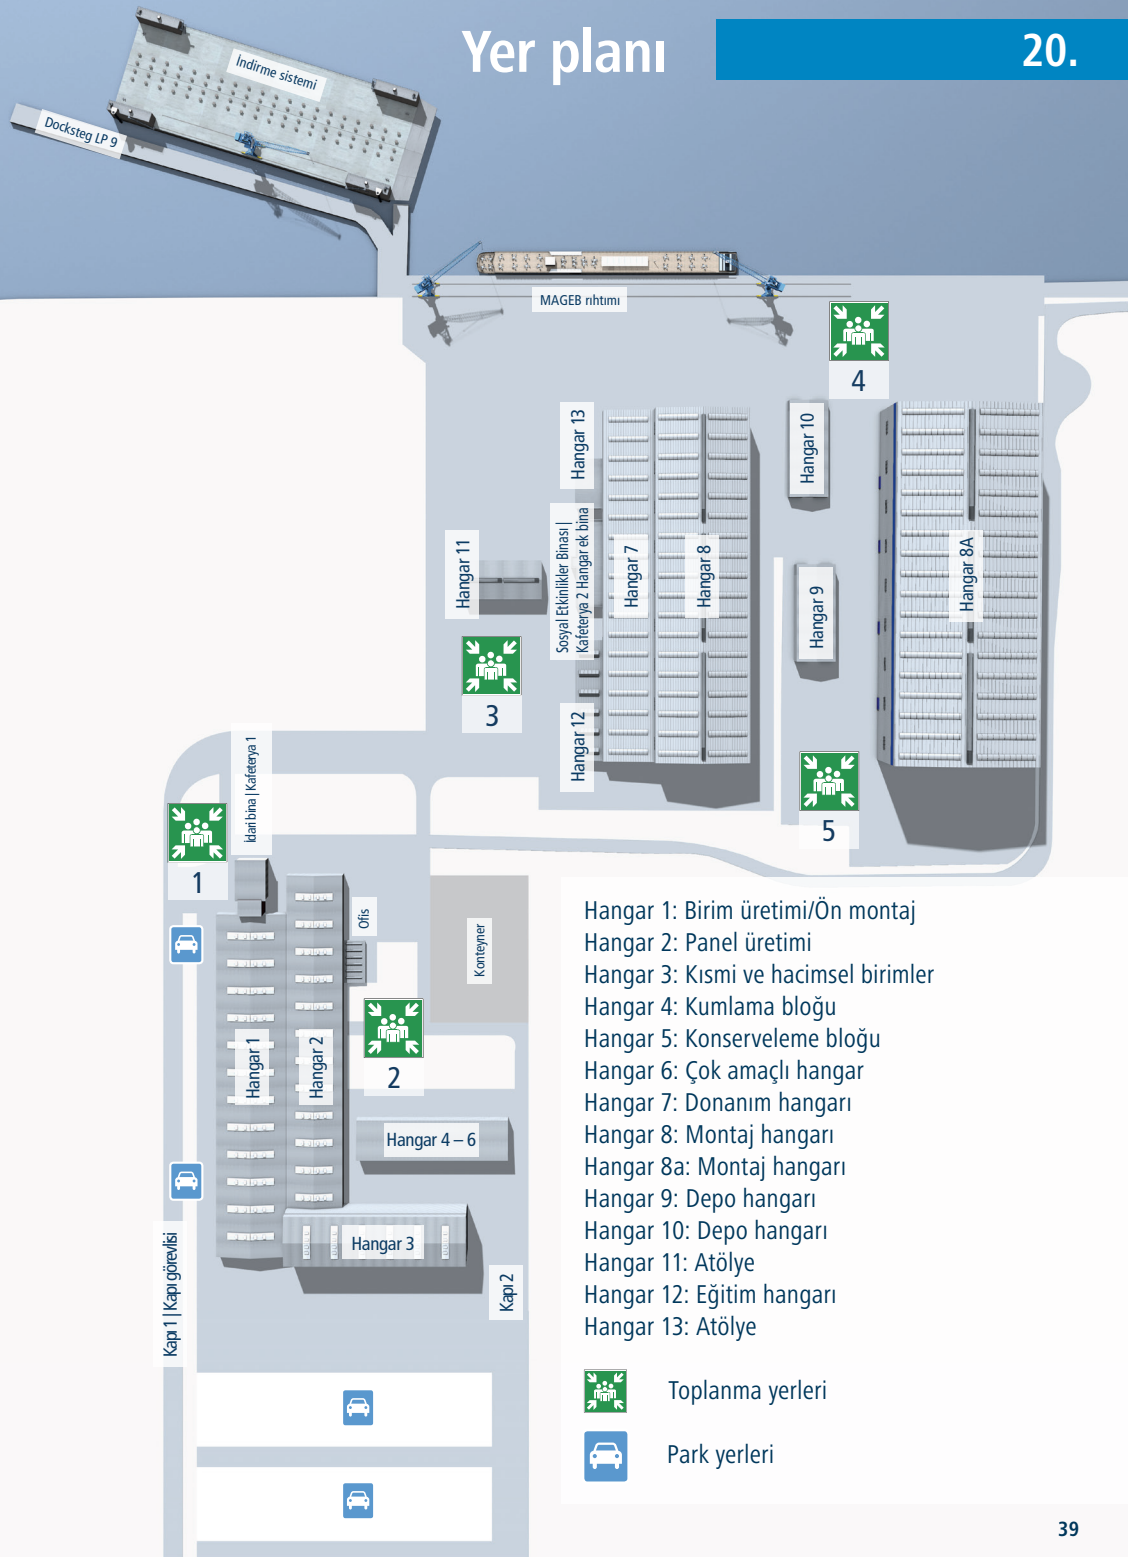 Yer planı
20.
İndirme sistemi
Docksteg LP 9
MAGEB rıhtımı
4
Hangar 13
Hangar 10
Sosyal Etkinlikler Binası |
Kafeterya 2 Hangar ek bina
Hangar 11
Hangar 7
Hangar 8
Hangar 8A
Hangar 9
3
Hangar 12
İdari bina | Kafeterya 1
5
1
Ofis
Konteyner
Hangar 1
Hangar 2
2
Hangar 4 – 6
Hangar 3
Kapı 1 | Kapı görevlisi
Kapı 2
Hangar 1: Birim üretimi/Ön montaj
Hangar 2: Panel üretimi
Hangar 3: Kısmi ve hacimsel birimler
Hangar 4: Kumlama bloğu
Hangar 5: Konserveleme bloğu
Hangar 6: Çok amaçlı hangar
Hangar 7: Donanım hangarı
Hangar 8: Montaj hangarı
Hangar 8a: Montaj hangarı
Hangar 9: Depo hangarı
Hangar 10: Depo hangarı
Hangar 11: Atölye
Hangar 12: Eğitim hangarı
Hangar 13: Atölye
Toplanma yerleri
Park yerleri
39